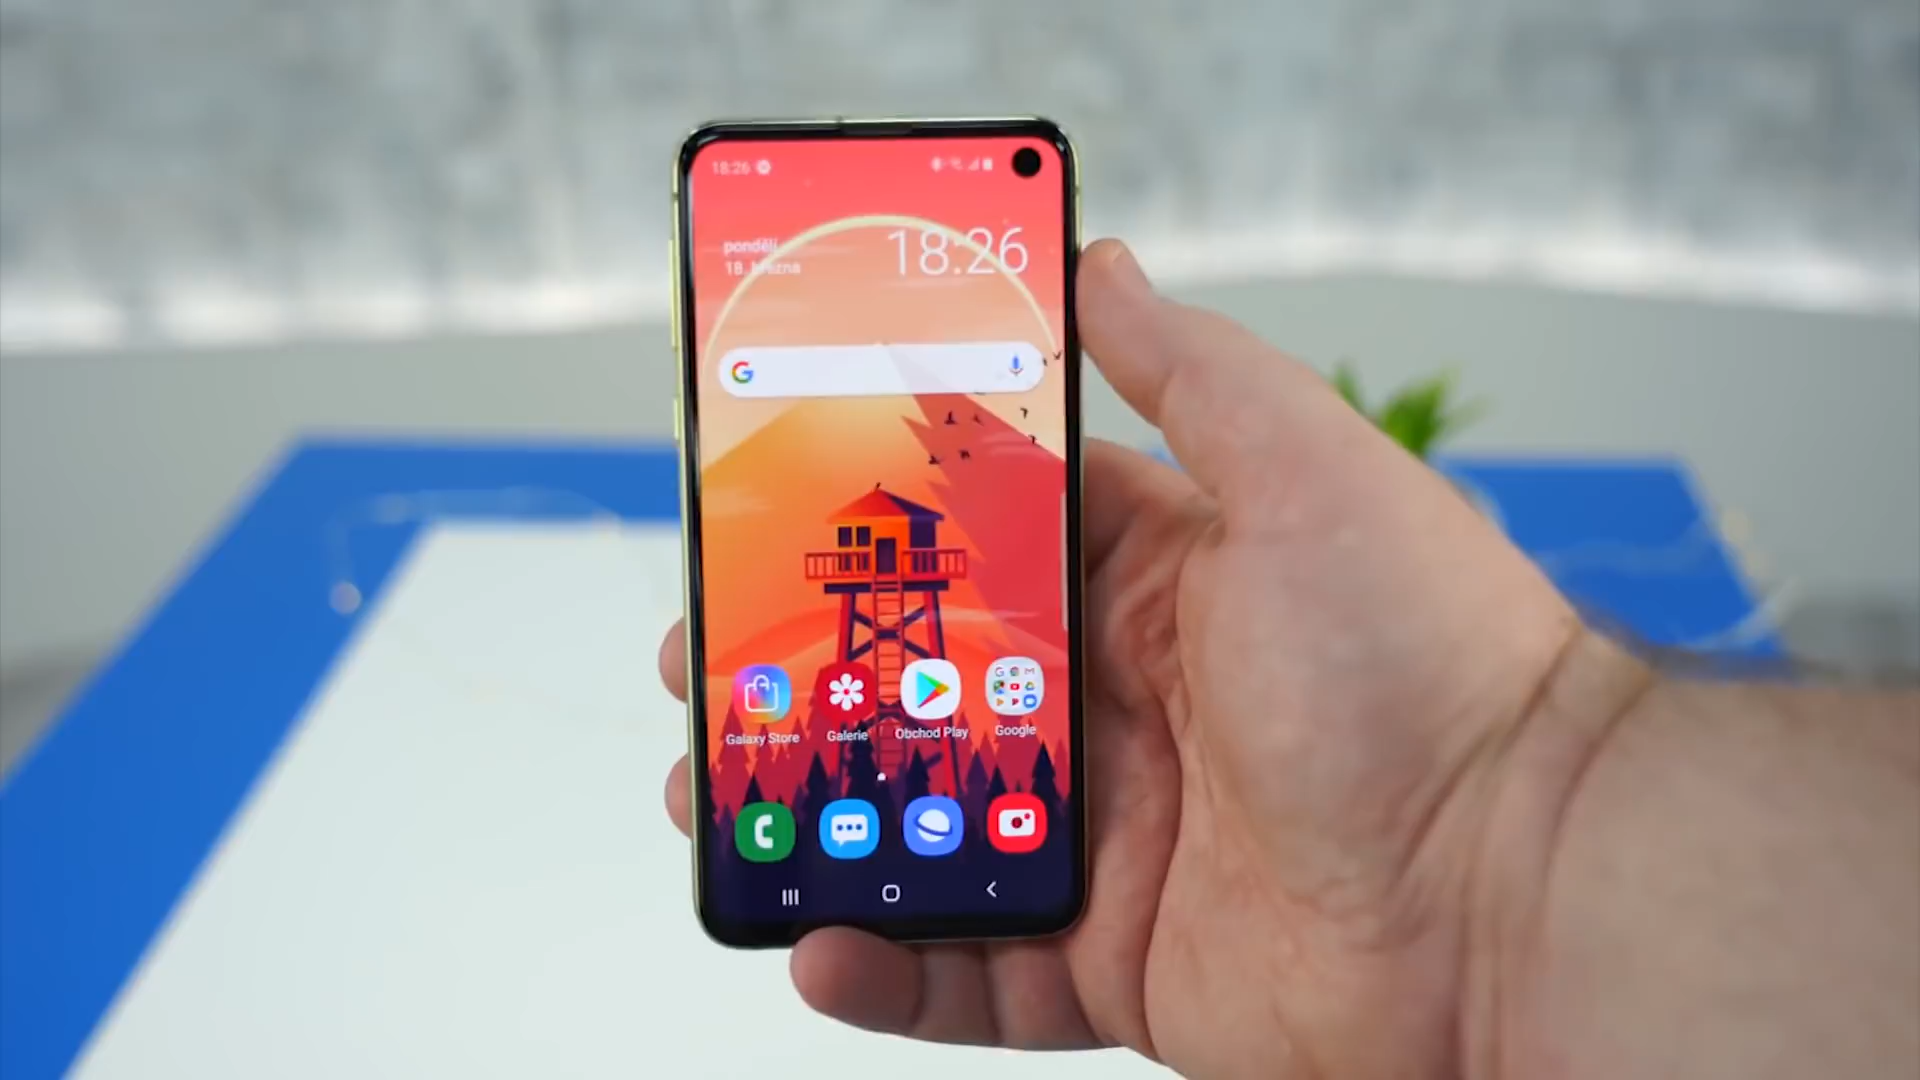 18:26
pondělí
18. března
18:26
Galaxy Store
Galerie
Obchod Play
Google